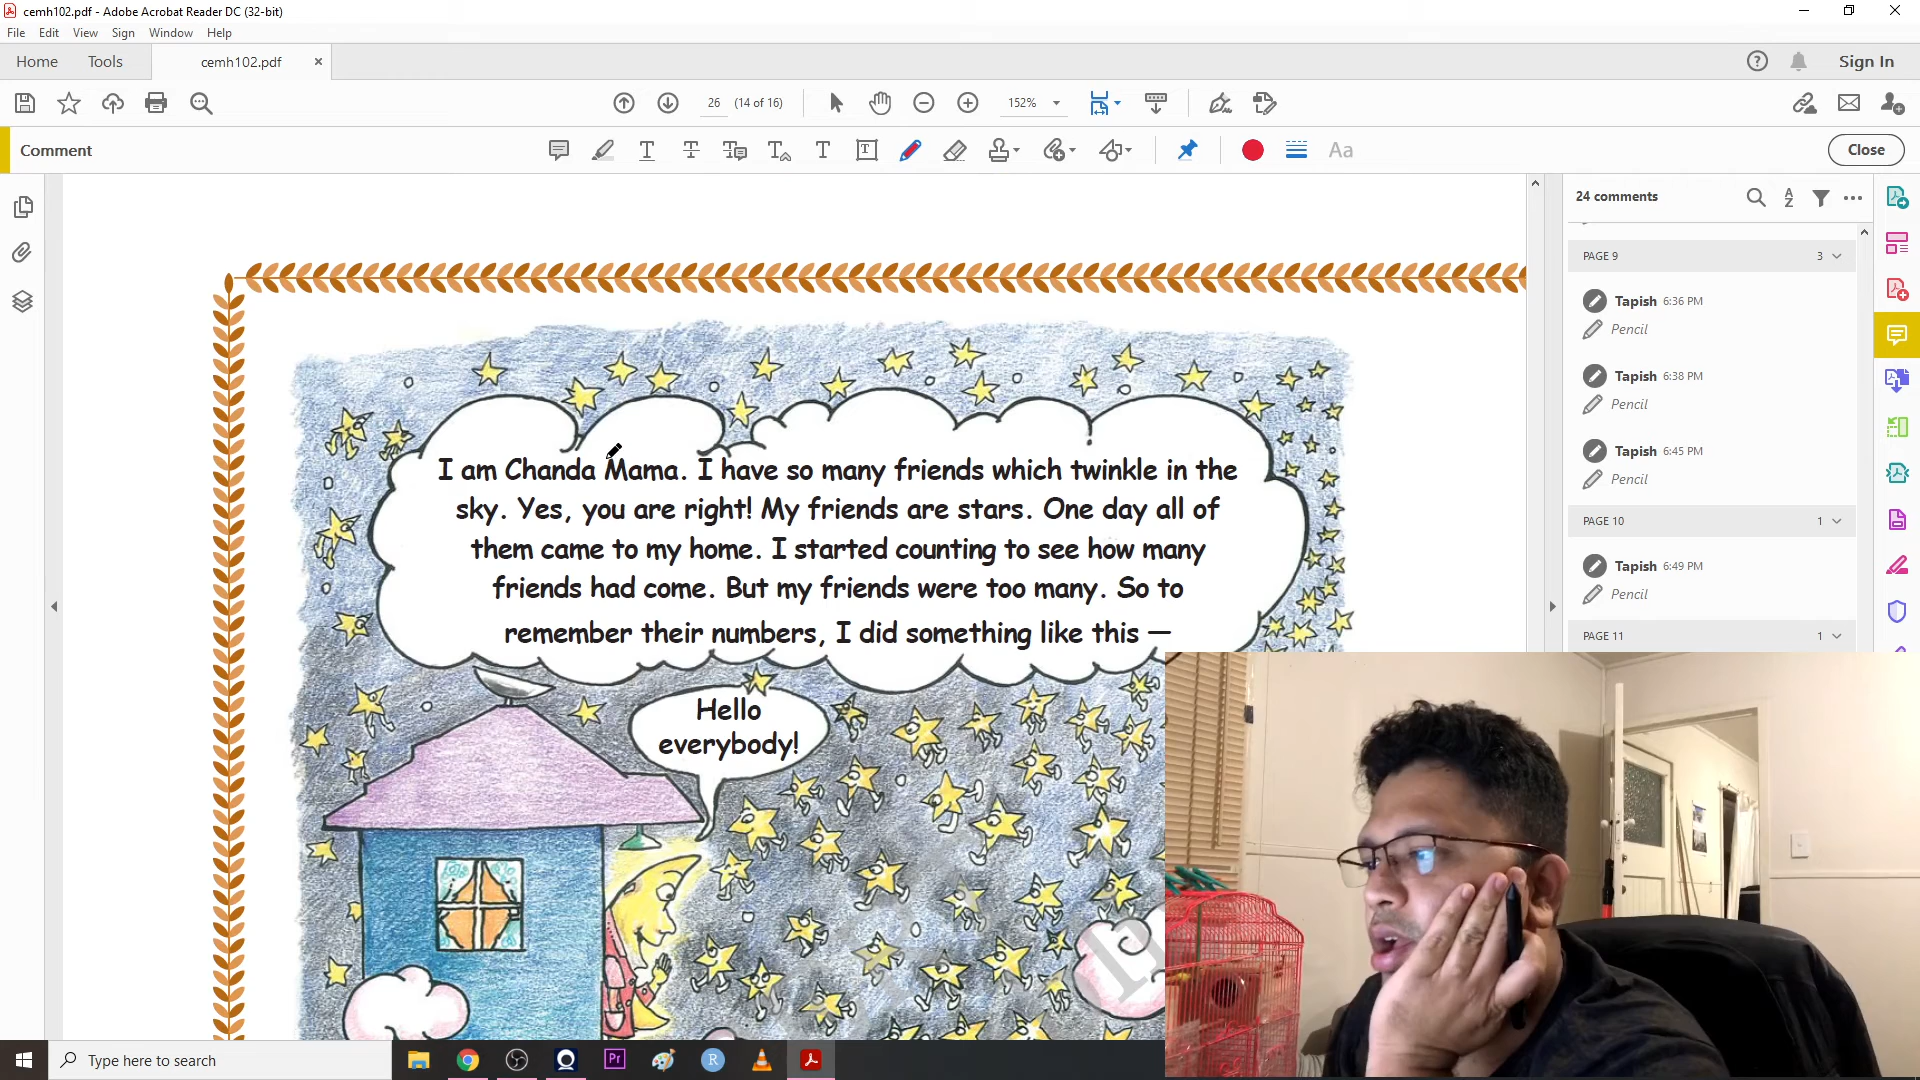 cemh102.pdf - Adobe Acrobat Reader DC (32-bit)
File Edit View Sign Window Help
Home Tools cemh102.pdf × Sign In
26 (14 of 16) 152%
Comment Close
24 comments
PAGE 9 3
Tapish 6:36 PM
Pencil
Tapish 6:38 PM
Pencil
Tapish 6:45 PM
Pencil
PAGE 10 1
Tapish 6:49 PM
Pencil
PAGE 11 1
I am Chanda Mama. I have so many friends which twinkle in the
sky. Yes, you are right! My friends are stars. One day all of
them came to my home. I started counting to see how many
friends had come. But my friends were too many. So to
remember their numbers, I did something like this —
Hello
everybody!
Type here to search